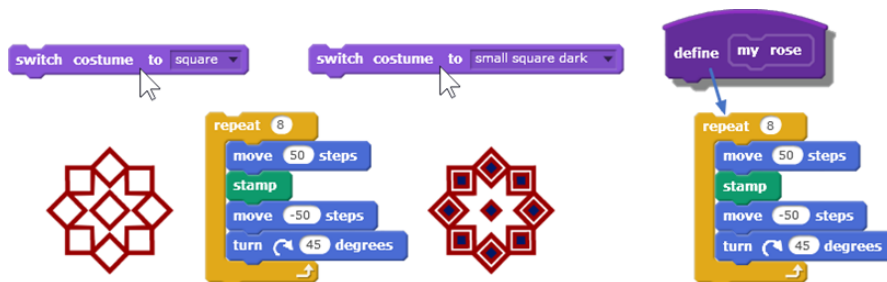 switch costume to square
switch costume to small square dark
define my rose
repeat 8
move 50 steps
stamp
move -50 steps
turn 45 degrees
repeat 8
move 50 steps
stamp
move -50 steps
turn 45 degrees